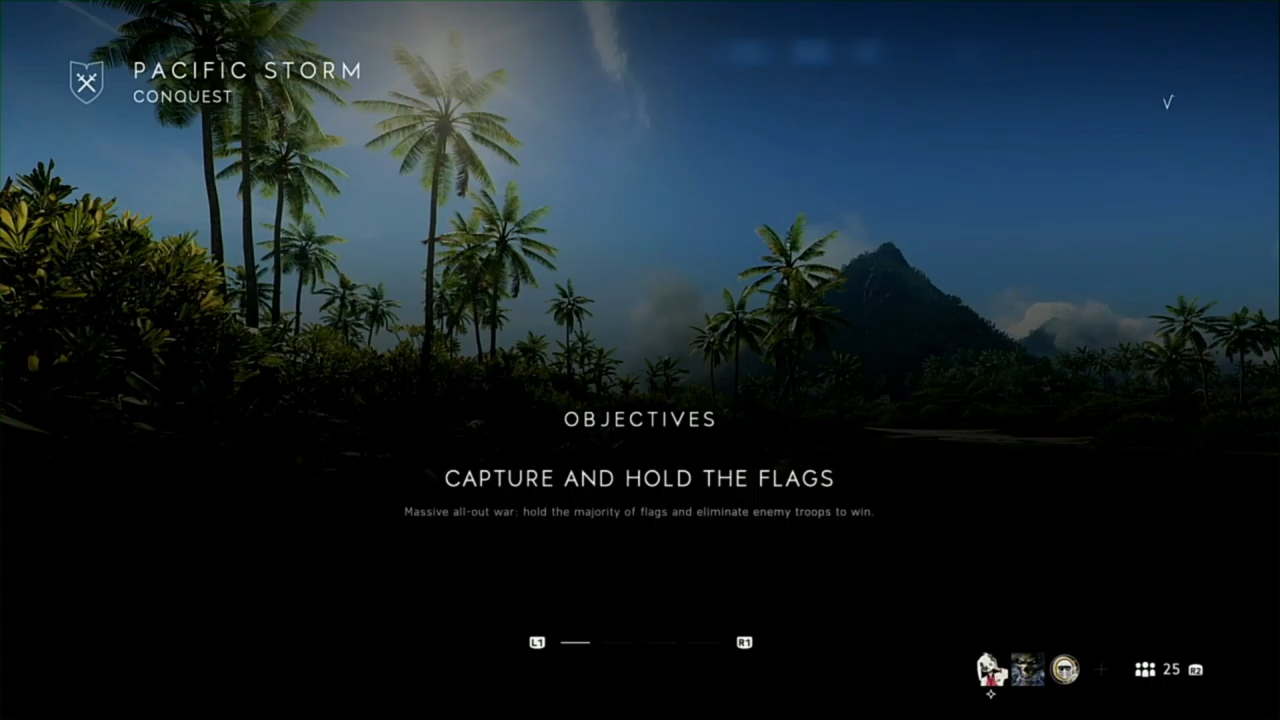 PACIFIC STORM
CONQUEST
OBJECTIVES
CAPTURE AND HOLD THE FLAGS
Massive all-out war: hold the majority of flags and eliminate enemy troops to win.
L1 R1
25 R2